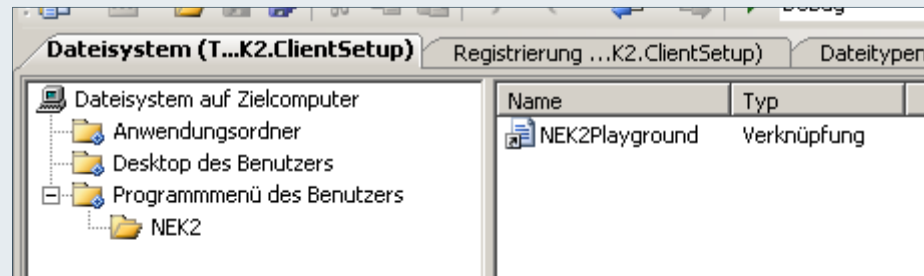 Debug
Dateisystem (T...K2.ClientSetup)
Registrierung ...K2.ClientSetup)
Dateitypen
Dateisystem auf Zielcomputer
Anwendungsordner
Desktop des Benutzers
Programmmenü des Benutzers
NEK2
Name
Typ
NEK2Playground
Verknüpfung